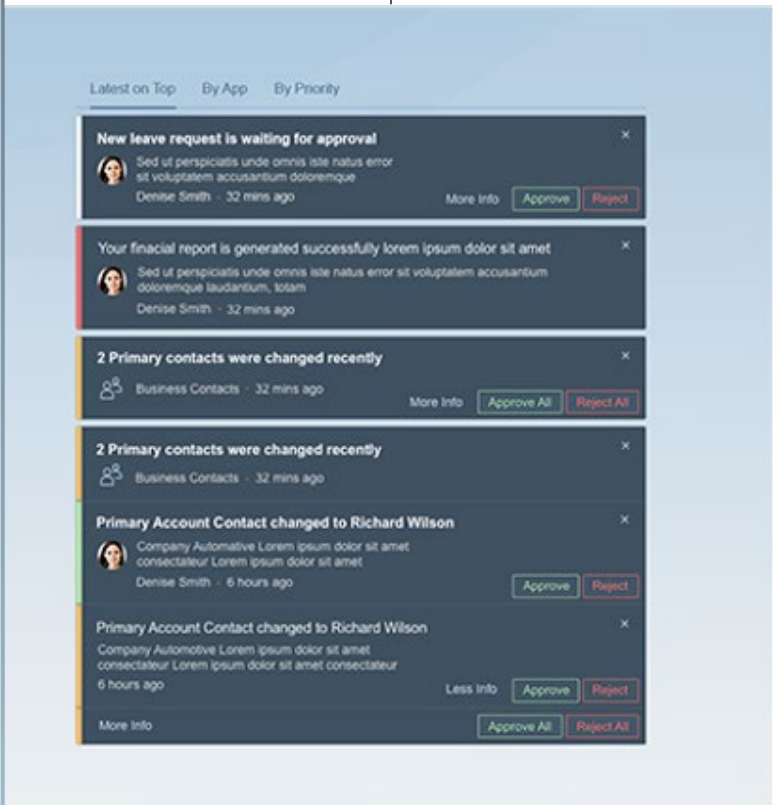 Latest on Top By App By Priority
New leave request is waiting for approval
Sed ut perspiciatis unde omnis iste natus error
sit voluptatem accusantium doloremque
Denise Smith · 32 mins ago
More Info Approve Reject
Your finacial report is generated successfully lorem ipsum dolor sit amet
Sed ut perspiciatis unde omnis iste natus error sit voluptatem accusantium
doloremque laudantium, totam
Denise Smith · 32 mins ago
2 Primary contacts were changed recently
Business Contacts · 32 mins ago
More Info Approve All Reject All
2 Primary contacts were changed recently
Business Contacts · 32 mins ago
Primary Account Contact changed to Richard Wilson
Company Automative Lorem ipsum dolor sit amet
consectateur Lorem ipsum dolor sit amet
Denise Smith · 6 hours ago
Approve Reject
Primary Account Contact changed to Richard Wilson
Company Automotive Lorem ipsum dolor sit amet
consectateur Lorem ipsum dolor sit amet consectateur
6 hours ago
Less Info Approve Reject
More Info Approve All Reject All